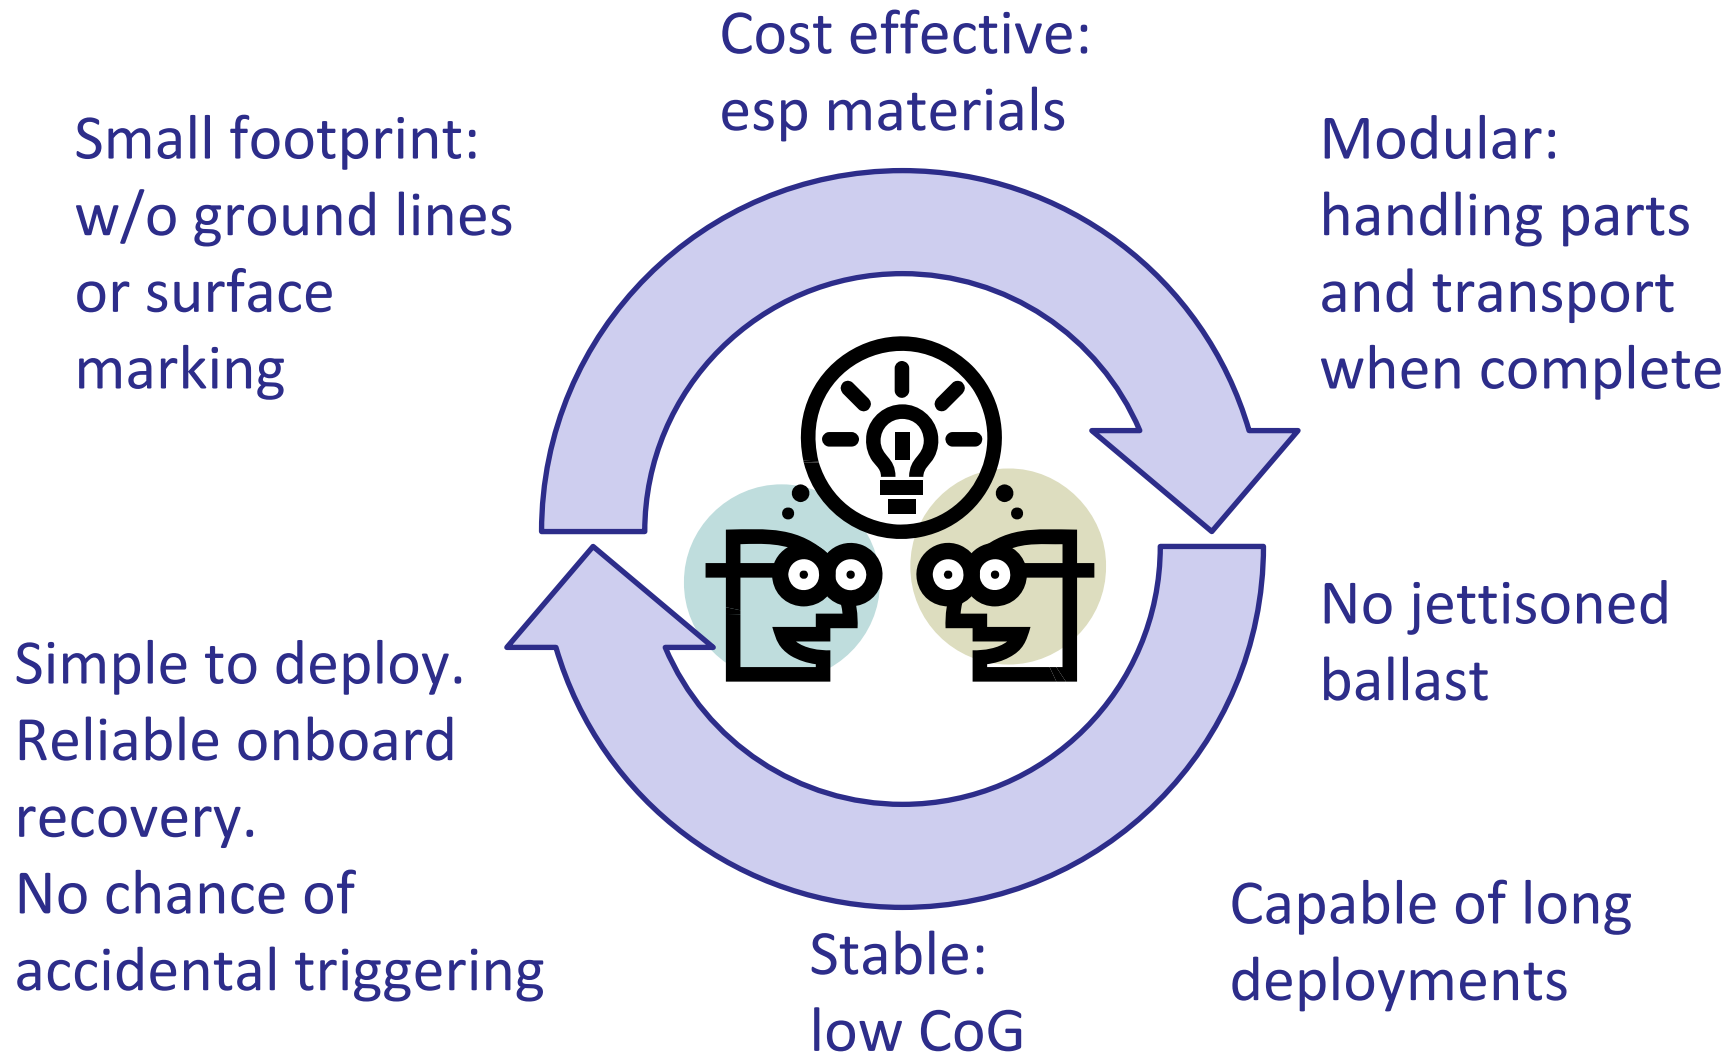 Cost effective:
esp materials
Small footprint:
w/o ground lines
or surface
marking
Modular:
handling parts
and transport
when complete
No jettisoned
ballast
Simple to deploy.
Reliable onboard
recovery.
No chance of
accidental triggering
Capable of long
deployments
Stable:
low CoG